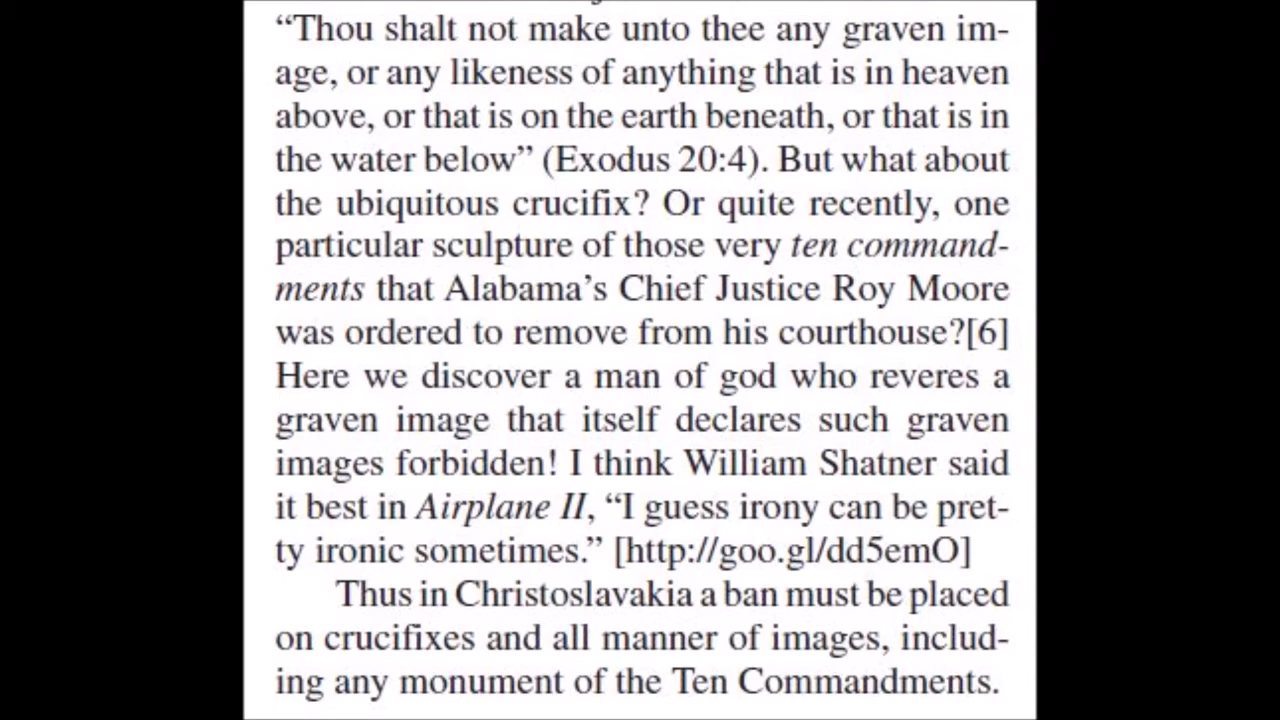 “Thou shalt not make unto thee any graven im-
age, or any likeness of anything that is in heaven
above, or that is on the earth beneath, or that is in
the water below” (Exodus 20:4). But what about
the ubiquitous crucifix? Or quite recently, one
particular sculpture of those very ten command-
ments that Alabama’s Chief Justice Roy Moore
was ordered to remove from his courthouse?[6]
Here we discover a man of god who reveres a
graven image that itself declares such graven
images forbidden! I think William Shatner said
it best in Airplane II, “I guess irony can be pret-
ty ironic sometimes.” [http://goo.gl/dd5emO]
Thus in Christoslavakia a ban must be placed
on crucifixes and all manner of images, includ-
ing any monument of the Ten Commandments.